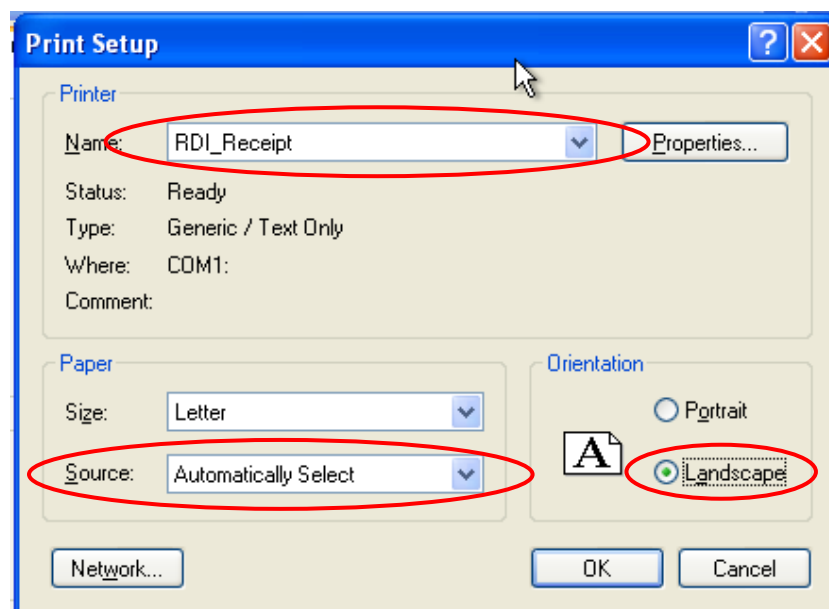 Print Setup
Printer
Name: RDI_Receipt Properties...
Status: Ready
Type: Generic / Text Only
Where: COM1:
Comment:
Paper
Size: Letter
Source: Automatically Select
Orientation
A
Portrait
Landscape
Network... OK Cancel